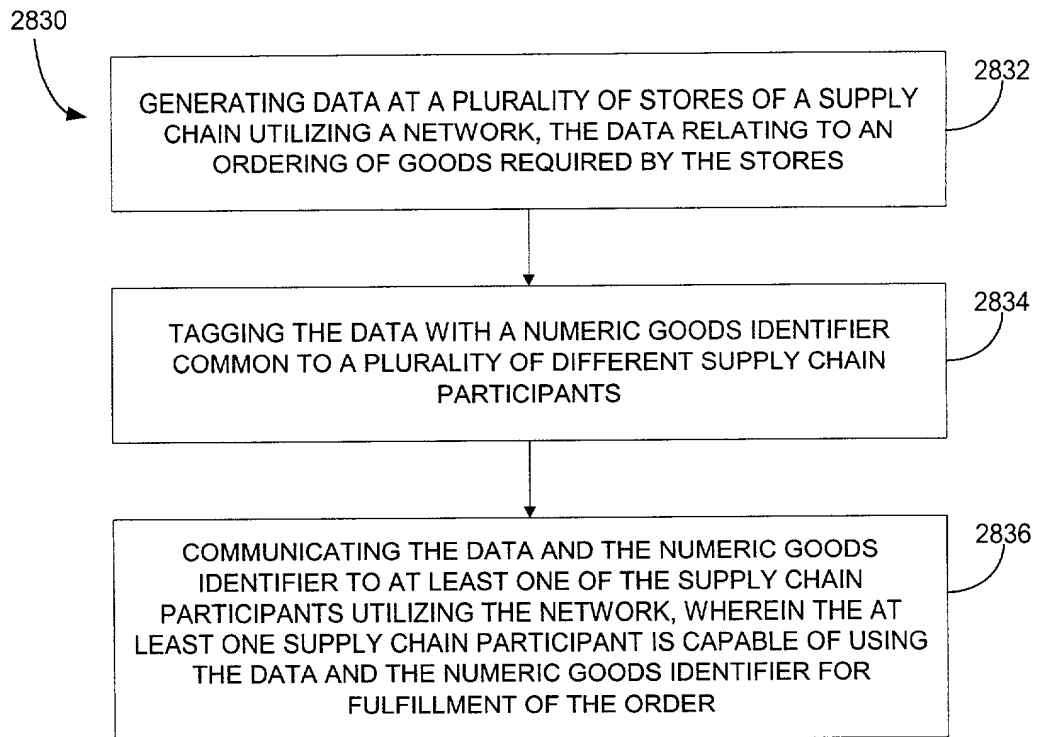 2830
2832
GENERATING DATA AT A PLURALITY OF STORES OF A SUPPLY
CHAIN UTILIZING A NETWORK, THE DATA RELATING TO AN
ORDERING OF GOODS REQUIRED BY THE STORES
2834
TAGGING THE DATA WITH A NUMERIC GOODS IDENTIFIER
COMMON TO A PLURALITY OF DIFFERENT SUPPLY CHAIN
PARTICIPANTS
2836
COMMUNICATING THE DATA AND THE NUMERIC GOODS
IDENTIFIER TO AT LEAST ONE OF THE SUPPLY CHAIN
PARTICIPANTS UTILIZING THE NETWORK, WHEREIN THE AT
LEAST ONE SUPPLY CHAIN PARTICIPANT IS CAPABLE OF USING
THE DATA AND THE NUMERIC GOODS IDENTIFIER FOR
FULFILLMENT OF THE ORDER